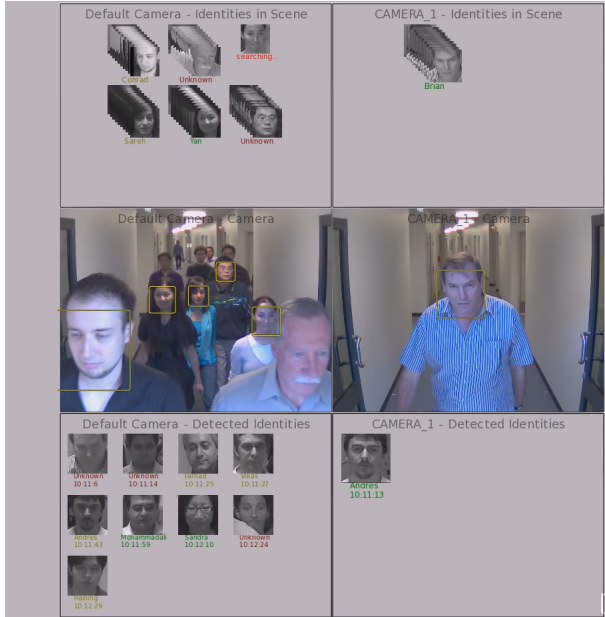 Default Camera - Identities in Scene
CAMERA_1 - Identities in Scene
Conrad
Unknown
searching..
Brian
Sareh
Yan
Unknown
Default Camera - Camera
CAMERA_1 - Camera
Default Camera - Detected Identities
CAMERA_1 - Detected Identities
Unknown
10:11:6
Unknown
10:11:14
Farhad
10:11:25
Vikas
10:11:27
Andres
10:11:13
Andres
10:11:43
Mohammadali
10:11:59
Sandra
10:12:10
Unknown
10:12:24
Haiming
10:12:29